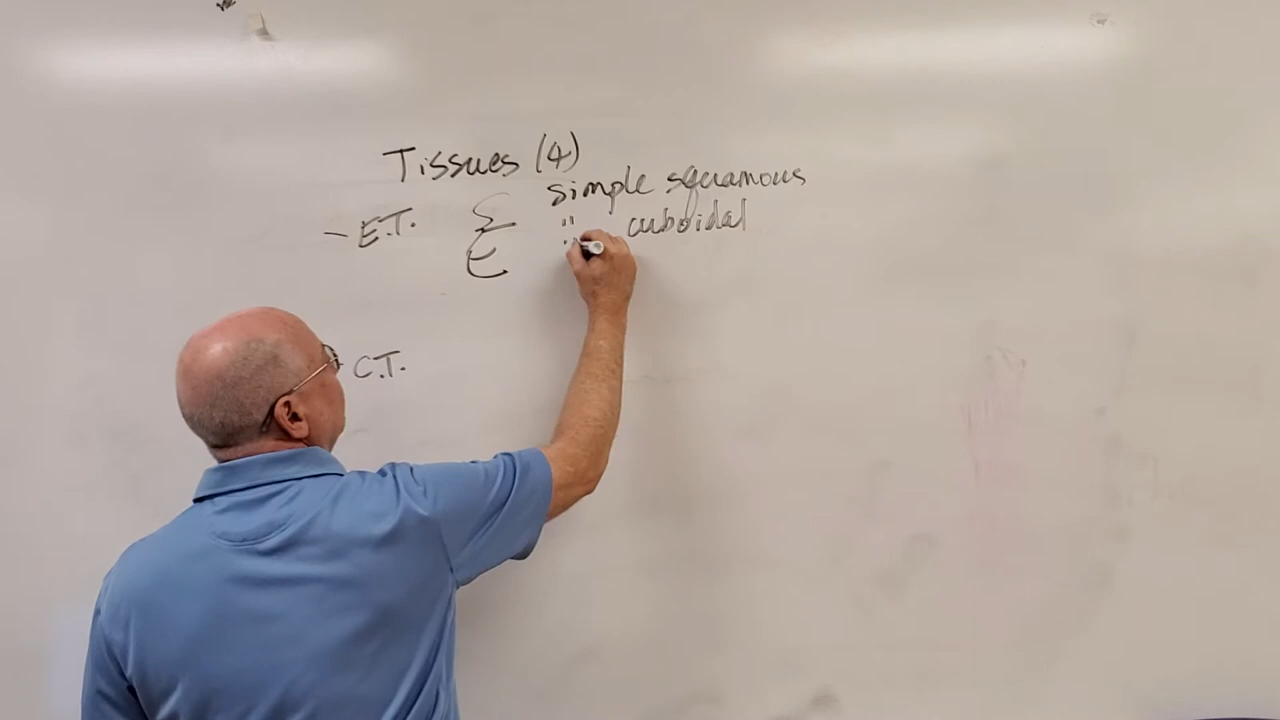 Tissues (4)
simple squamous
- E.T.
" cuboidal
"
C.T.